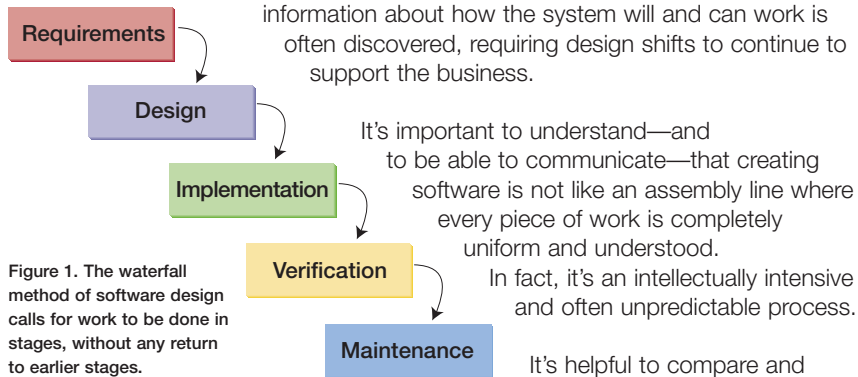 information about how the system will and can work is
often discovered, requiring design shifts to continue to
support the business.
It's important to understand—and
to be able to communicate—that creating
software is not like an assembly line where
every piece of work is completely
uniform and understood.
In fact, it's an intellectually intensive
and often unpredictable process.
It's helpful to compare and
Requirements
Design
Implementation
Verification
Maintenance
Figure 1. The waterfall
method of software design
calls for work to be done in
stages, without any return
to earlier stages.